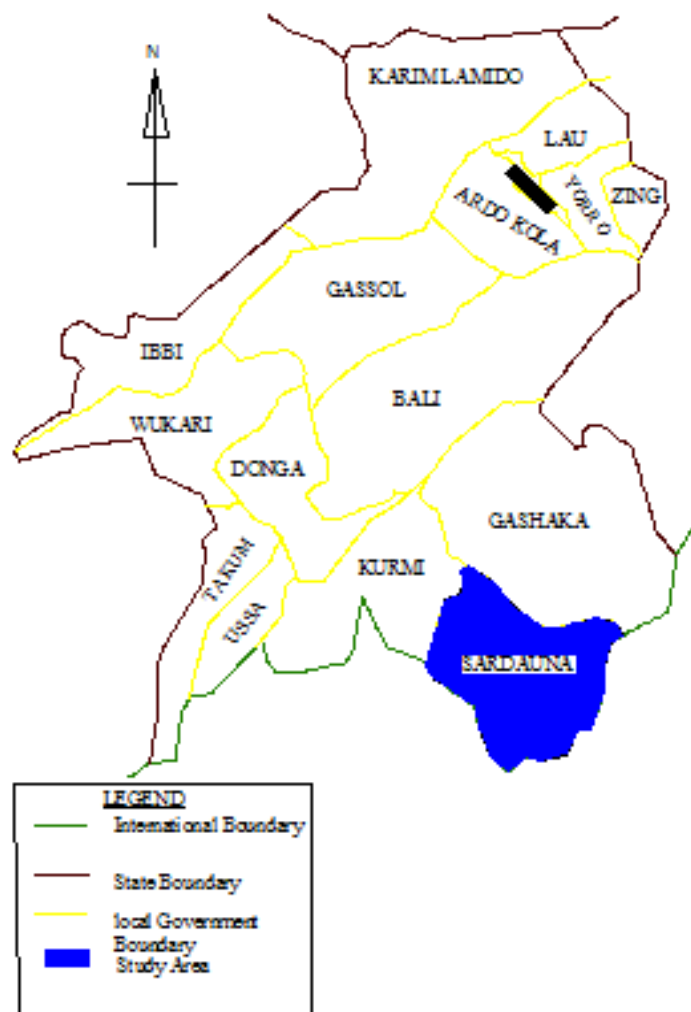 N
KARIM LAMIDO
LAU
ZING
YORRO
ARDO KOLA
GASSOL
IBBI
BALI
WUKARI
DONGA
GASHAKA
TAKUM
KURMI
USSA
SARDAUNA
LEGEND
International Boundary
State Boundary
local Government
Boundary
Study Area